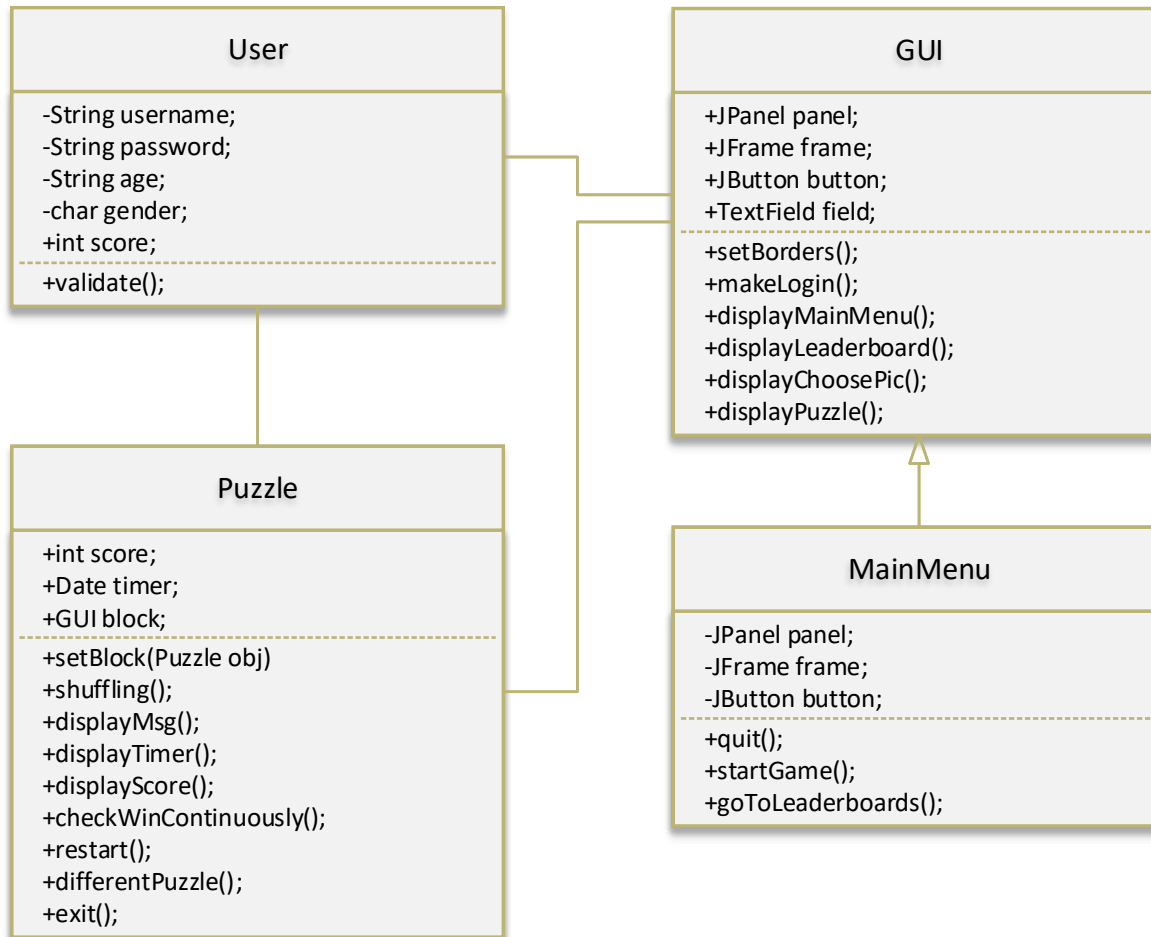 User
-String username;
-String password;
-String age;
-char gender;
+int score;
+validate();
GUI
+JPanel panel;
+JFrame frame;
+JButton button;
+TextField field;
+setBorders();
+makeLogin();
+displayMainMenu();
+displayLeaderboard();
+displayChoosePic();
+displayPuzzle();
Puzzle
+int score;
+Date timer;
+GUI block;
+setBlock(Puzzle obj)
+shuffling();
+displayMsg();
+displayTimer();
+displayScore();
+checkWinContinuously();
+restart();
+differentPuzzle();
+exit();
MainMenu
-JPanel panel;
-JFrame frame;
-JButton button;
+quit();
+startGame();
+goToLeaderboards();